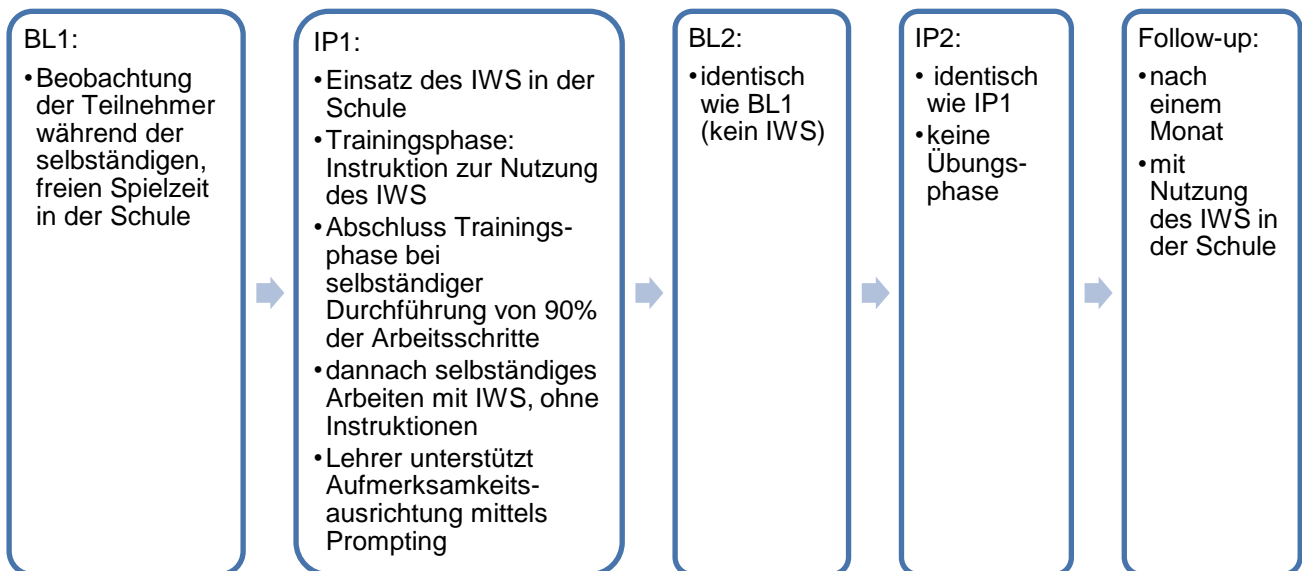 BL1:
•Beobachtung
der Teilnehmer
während der
selbständigen,
freien Spielzeit
in der Schule
IP1:
•Einsatz des IWS in der
Schule
•Trainingsphase:
Instruktion zur Nutzung
des IWS
•Abschluss Trainings-
phase bei
selbständiger
Durchführung von 90%
der Arbeitsschritte
•dannach selbständiges
Arbeiten mit IWS, ohne
Instruktionen
•Lehrer unterstützt
Aufmerksamkeits-
ausrichtung mittels
Prompting
BL2:
•identisch
wie BL1
(kein IWS)
IP2:
• identisch
wie IP1
•keine
Übungs-
phase
Follow-up:
•nach
einem
Monat
•mit
Nutzung
des IWS in
der Schule